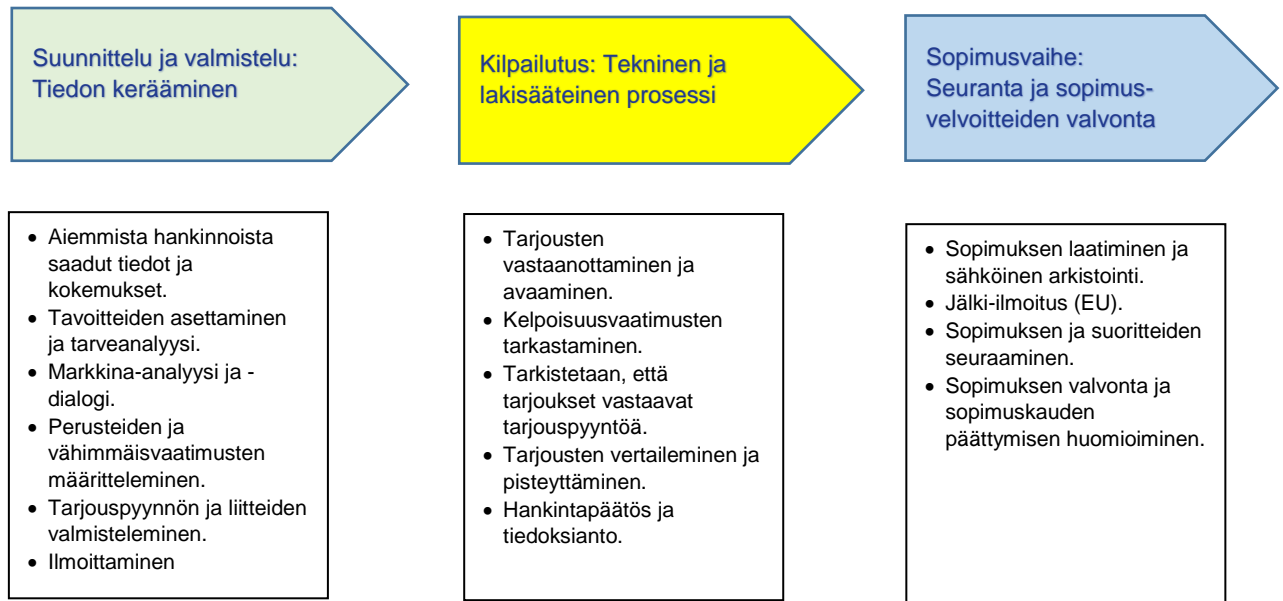 Suunnittelu ja valmistelu:
Tiedon kerääminen
Kilpailutus: Tekninen ja
lakisääteinen prosessi
Sopimusvaihe:
Seuranta ja sopimus-
velvoitteiden valvonta
• Aiemmista hankinnoista
saadut tiedot ja
kokemukset.
• Tavoitteiden asettaminen
ja tarveanalyysi.
• Markkina-analyysi ja -
dialogi.
• Perusteiden ja
vähimmäisvaatimusten
määritteleminen.
• Tarjouspyynnön ja liitteiden
valmisteleminen.
• Ilmoittaminen
• Tarjousten
vastaanottaminen ja
avaaminen.
• Kelpoisuusvaatimusten
tarkastaminen.
• Tarkistetaan, että
tarjoukset vastaavat
tarjouspyyntöä.
• Tarjousten vertaileminen ja
pisteyttäminen.
• Hankintapäätös ja
tiedoksianto.
• Sopimuksen laatiminen ja
sähköinen arkistointi.
• Jälki-ilmoitus (EU).
• Sopimuksen ja suoritteiden
seuraaminen.
• Sopimuksen valvonta ja
sopimuskauden
päättymisen huomioiminen.